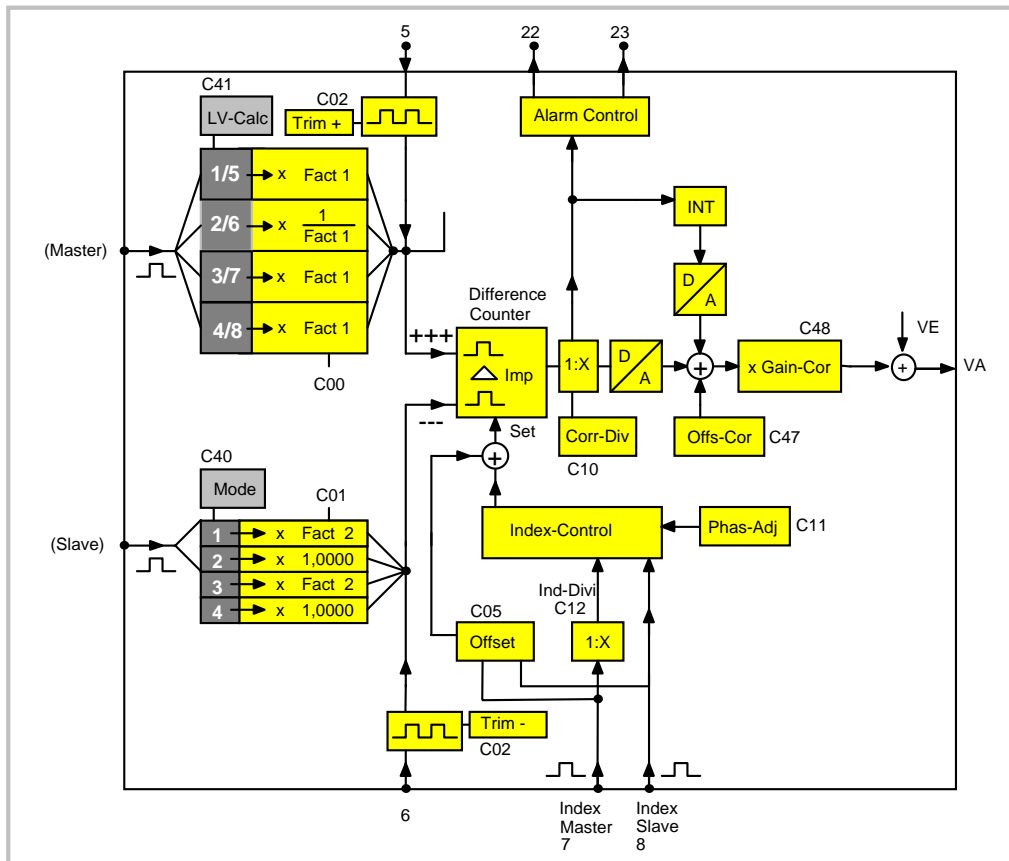 5
22
23
C41
LV-Calc
C02
Trim +
Alarm Control
1/5
x Fact 1
2/6
x 1
Fact 1
3/7
x Fact 1
4/8
x Fact 1
(Master)
C00
INT
D
A
Difference
Counter
+++
Imp
---
Set
1:X
D
A
+
C48
x Gain-Cor
VE
+
VA
Corr-Div
C10
Offs-Cor
C47
+
C40
Mode
C01
(Slave)
1
x Fact 2
2
x 1,0000
3
x Fact 2
4
x 1,0000
Index-Control
Phas-Adj
C11
Ind-Divi
C12
C05
Offset
1:X
Trim -
C02
6
Index
Master
7
Index
Slave
8